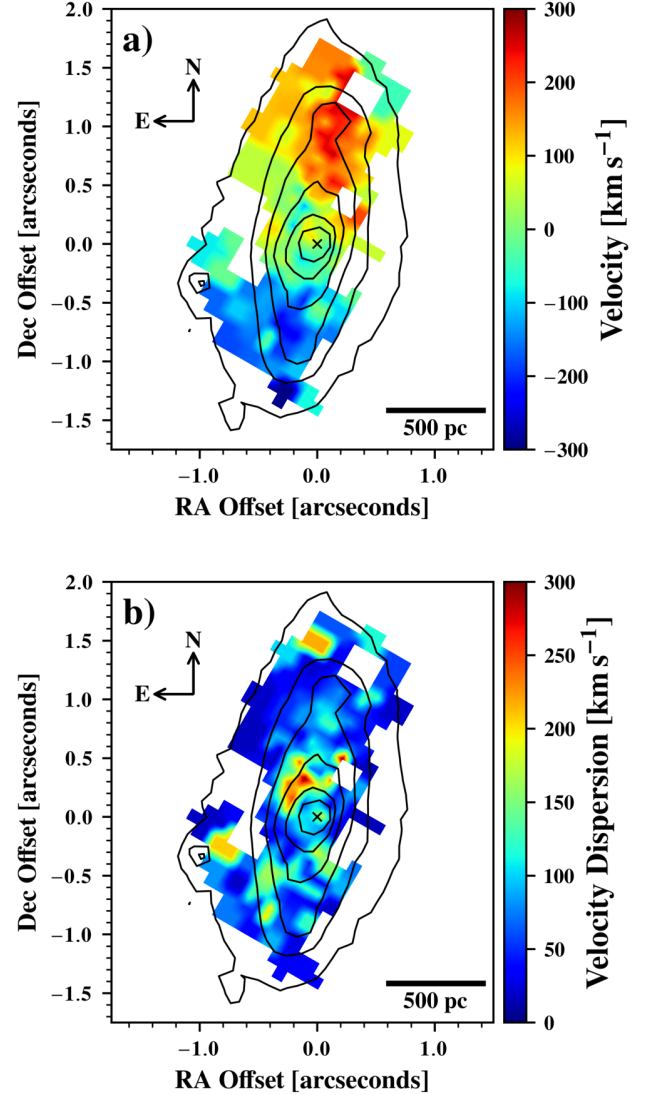 2.0
1.5
1.0
0.5
0.0
−0.5
−1.0
−1.5
Dec Offset [arcseconds]
a)
N
E
500 pc
−1.0
0.0
1.0
RA Offset [arcseconds]
300
200
100
0
−100
−200
−300
Velocity [km s−1]
2.0
1.5
1.0
0.5
0.0
−0.5
−1.0
−1.5
Dec Offset [arcseconds]
b)
N
E
500 pc
−1.0
0.0
1.0
RA Offset [arcseconds]
300
250
200
150
100
50
0
Velocity Dispersion [km s−1]